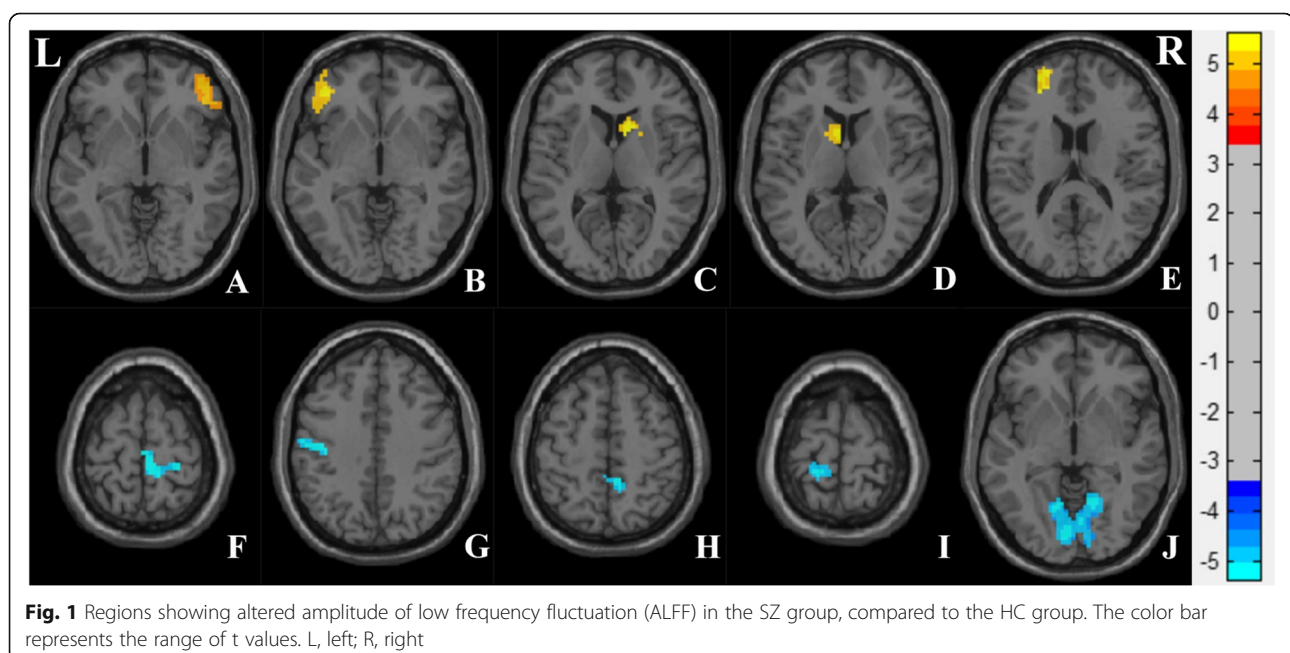 L
R
A
B
C
D
E
F
G
H
I
J
5
4
3
2
1
0
-1
-2
-3
-4
-5
Fig. 1 Regions showing altered amplitude of low frequency fluctuation (ALFF) in the SZ group, compared to the HC group. The color bar
represents the range of t values. L, left; R, right